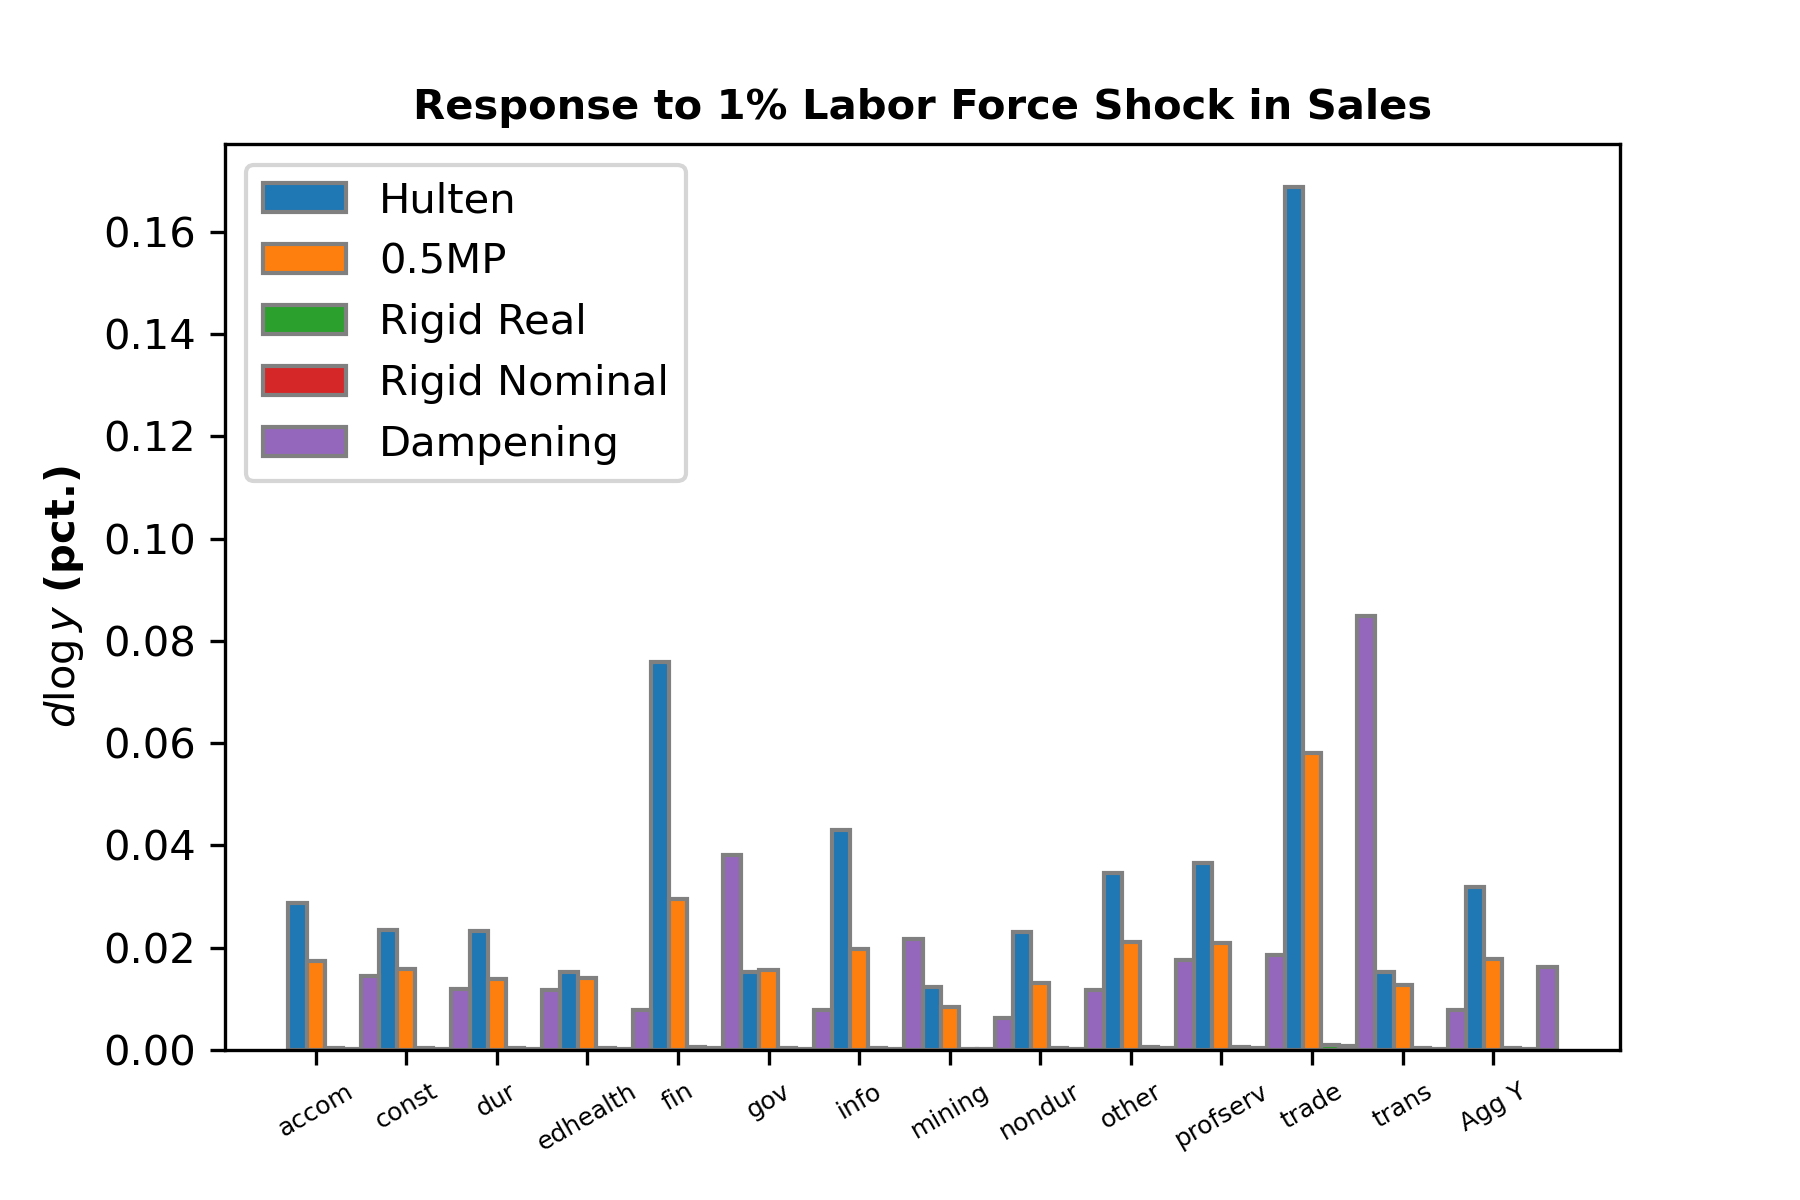 Response to 1% Labor Force Shock in Sales
Hulten
0.5MP
Rigid Real
Rigid Nominal
Dampening
dlog y (pct.)
0.16
0.14
0.12
0.10
0.08
0.06
0.04
0.02
0.00
accom const dur edhealth fin gov info mining nondur other profserv trade trans Agg Y